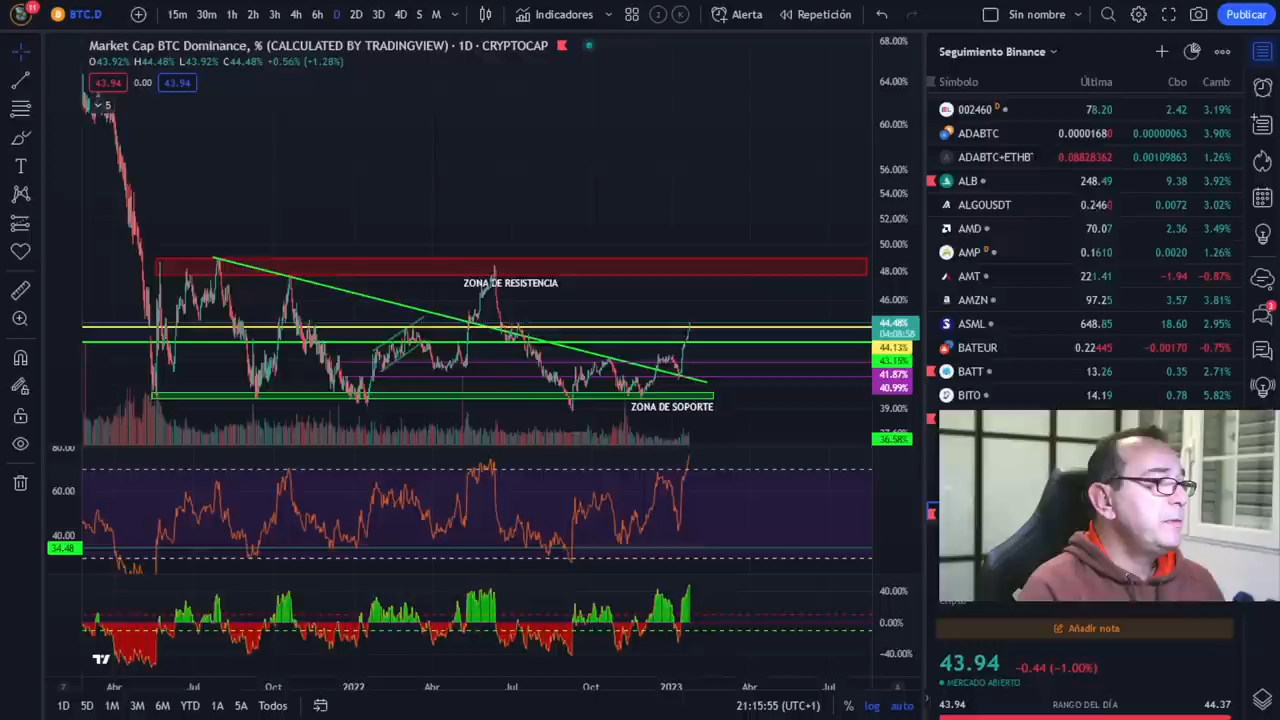 11
BTC.D
15m 30m 1h 2h 3h 4h 6h D 2D 3D 4D S M
Indicadores
Alerta
Repetición
Sin nombre
Publicar
Market Cap BTC Dominance, % (CALCULATED BY TRADINGVIEW) · 1D · CRYPTOCAP
O43.92% H44.48% L43.92% C44.48% +0.56% (+1.28%)
43.94 0.00 43.94
5
68.00%
64.00%
60.00%
56.00%
54.00%
52.00%
50.00%
48.00%
46.00%
44.48%
04:08:58
44.13%
43.15%
41.87%
40.99%
39.00%
36.58%
ZONA DE RESISTENCIA
ZONA DE SOPORTE
80.00
60.00
40.00
34.48
40.00%
0.00%
−40.00%
Abr Jul Oct 2022 Abr Jul Oct 2023 Abr Jul
1D 5D 1M 3M 6M YTD 1A 5A Todos
21:15:55 (UTC+1)
% log auto
Seguimiento Binance
Símbolo Última Cbo Camb
002460 D 78.20 2.42 3.19%
ADABTC 0.00001680 0.00000063 3.90%
ADABTC+ETHBT 0.08828362 0.00109863 1.26%
ALB 248.49 9.38 3.92%
ALGOUSDT 0.2460 0.0072 3.02%
AMD 70.07 2.36 3.49%
AMP D 0.1610 0.0020 1.26%
AMT 221.41 −1.94 −0.87%
AMZN 97.25 3.57 3.81%
ASML 648.85 18.60 2.95%
BATEUR 0.22445 −0.00170 −0.75%
BATT 13.26 0.35 2.71%
BITO 14.19 0.78 5.82%
3
Añadir nota
43.94 −0.44 (−1.00%)
MERCADO ABIERTO
43.94 RANGO DEL DÍA 44.37